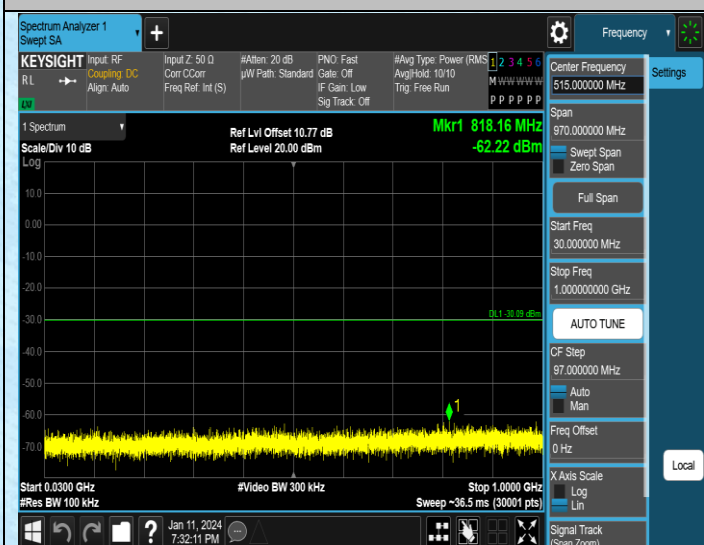 Spectrum Analyzer 1
Swept SA
Frequency
KEYSIGHT
RL
LXI
Input: RF
Coupling: DC
Align: Auto
Input Z: 50 Ω
Corr CCorr
Freq Ref: Int (S)
#Atten: 20 dB
µW Path: Standard
PNO: Fast
Gate: Off
IF Gain: Low
Sig Track: Off
#Avg Type: Power (RMS
Avg|Hold: 10/10
Trig: Free Run
1 2 3 4 5 6
M W W W W W
P P P P P P
1 Spectrum
Scale/Div 10 dB
Ref Lvl Offset 10.77 dB
Ref Level 20.00 dBm
Mkr1 818.16 MHz
-62.22 dBm
Log
10.0
0.00
-10.0
-20.0
-30.0
DL1 -30.09 dBm
-40.0
-50.0
-60.0
1
-70.0
Start 0.0300 GHz
#Video BW 300 kHz
Stop 1.0000 GHz
#Res BW 100 kHz
Sweep ~36.5 ms (30001 pts)
?
Jan 11, 2024
7:32:11 PM
Center Frequency
515.000000 MHz
Settings
Span
970.000000 MHz
Swept Span
Zero Span
Full Span
Start Freq
30.000000 MHz
Stop Freq
1.000000000 GHz
AUTO TUNE
CF Step
97.000000 MHz
Auto
Man
Freq Offset
0 Hz
Local
X Axis Scale
Log
Lin
Signal Track
(Span Zoom)